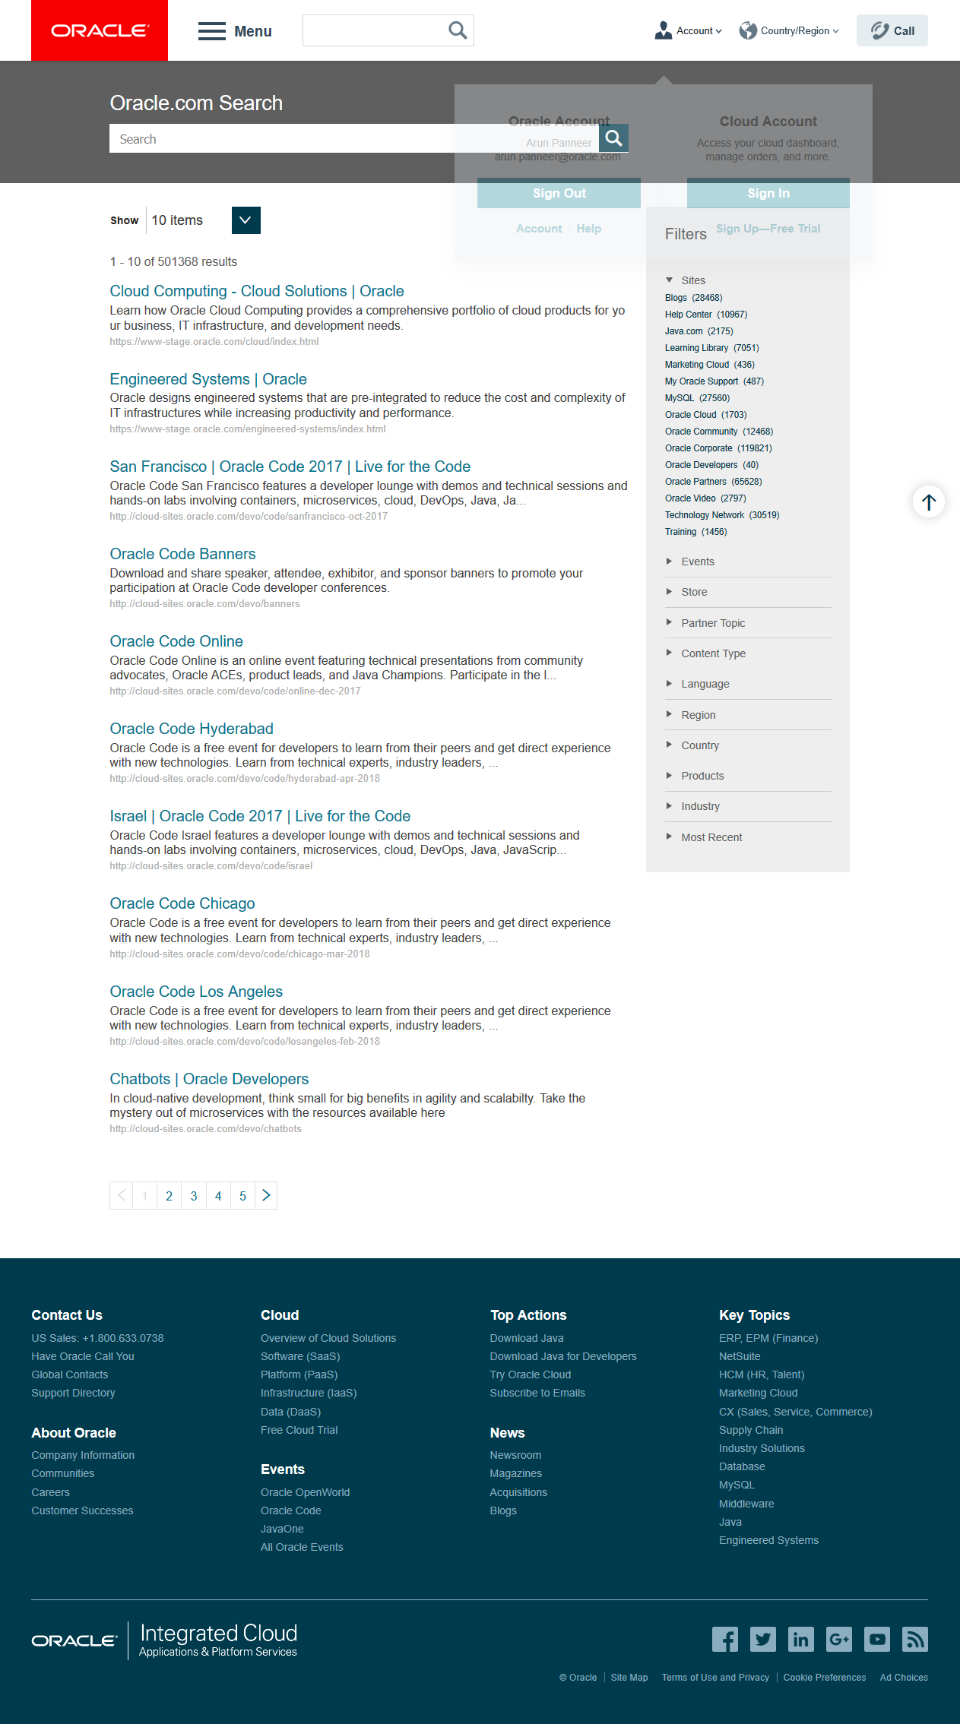 ORACLE
Menu
Account
Country/Region
Call
Oracle.com Search
Search
Oracle Account
Arun Panneer
arun.panneer@oracle.com
Sign Out
Account
Help
Cloud Account
Access your cloud dashboard,
manage orders, and more.
Sign In
Sign Up—Free Trial
Show
10 items
1 - 10 of 501368 results
Cloud Computing - Cloud Solutions | Oracle
Learn how Oracle Cloud Computing provides a comprehensive portfolio of cloud products for yo
ur business, IT infrastructure, and development needs.
https://www-stage.oracle.com/cloud/index.html
Engineered Systems | Oracle
Oracle designs engineered systems that are pre-integrated to reduce the cost and complexity of
IT infrastructures while increasing productivity and performance.
https://www-stage.oracle.com/engineered-systems/index.html
San Francisco | Oracle Code 2017 | Live for the Code
Oracle Code San Francisco features a developer lounge with demos and technical sessions and
hands-on labs involving containers, microservices, cloud, DevOps, Java, Ja...
http://cloud-sites.oracle.com/devo/code/sanfrancisco-oct-2017
Oracle Code Banners
Download and share speaker, attendee, exhibitor, and sponsor banners to promote your
participation at Oracle Code developer conferences.
http://cloud-sites.oracle.com/devo/banners
Oracle Code Online
Oracle Code Online is an online event featuring technical presentations from community
advocates, Oracle ACEs, product leads, and Java Champions. Participate in the l...
http://cloud-sites.oracle.com/devo/code/online-dec-2017
Oracle Code Hyderabad
Oracle Code is a free event for developers to learn from their peers and get direct experience
with new technologies. Learn from technical experts, industry leaders, ...
http://cloud-sites.oracle.com/devo/code/hyderabad-apr-2018
Israel | Oracle Code 2017 | Live for the Code
Oracle Code Israel features a developer lounge with demos and technical sessions and
hands-on labs involving containers, microservices, cloud, DevOps, Java, JavaScrip...
http://cloud-sites.oracle.com/devo/code/israel
Oracle Code Chicago
Oracle Code is a free event for developers to learn from their peers and get direct experience
with new technologies. Learn from technical experts, industry leaders, ...
http://cloud-sites.oracle.com/devo/code/chicago-mar-2018
Oracle Code Los Angeles
Oracle Code is a free event for developers to learn from their peers and get direct experience
with new technologies. Learn from technical experts, industry leaders, ...
http://cloud-sites.oracle.com/devo/code/losangeles-feb-2018
Chatbots | Oracle Developers
In cloud-native development, think small for big benefits in agility and scalabilty. Take the
mystery out of microservices with the resources available here
http://cloud-sites.oracle.com/devo/chatbots
1 2 3 4 5
Filters
Sites
Blogs (28468)
Help Center (10967)
Java.com (2175)
Learning Library (7051)
Marketing Cloud (436)
My Oracle Support (487)
MySQL (27560)
Oracle Cloud (1703)
Oracle Community (12468)
Oracle Corporate (119821)
Oracle Developers (40)
Oracle Partners (65628)
Oracle Video (2797)
Technology Network (30519)
Training (1456)
Events
Store
Partner Topic
Content Type
Language
Region
Country
Products
Industry
Most Recent
Contact Us
US Sales: +1.800.633.0738
Have Oracle Call You
Global Contacts
Support Directory
About Oracle
Company Information
Communities
Careers
Customer Successes
Cloud
Overview of Cloud Solutions
Software (SaaS)
Platform (PaaS)
Infrastructure (IaaS)
Data (DaaS)
Free Cloud Trial
Events
Oracle OpenWorld
Oracle Code
JavaOne
All Oracle Events
Top Actions
Download Java
Download Java for Developers
Try Oracle Cloud
Subscribe to Emails
News
Newsroom
Magazines
Acquisitions
Blogs
Key Topics
ERP, EPM (Finance)
NetSuite
HCM (HR, Talent)
Marketing Cloud
CX (Sales, Service, Commerce)
Supply Chain
Industry Solutions
Database
MySQL
Middleware
Java
Engineered Systems
ORACLE
Integrated Cloud
Applications & Platform Services
© Oracle | Site Map Terms of Use and Privacy | Cookie Preferences Ad Choices